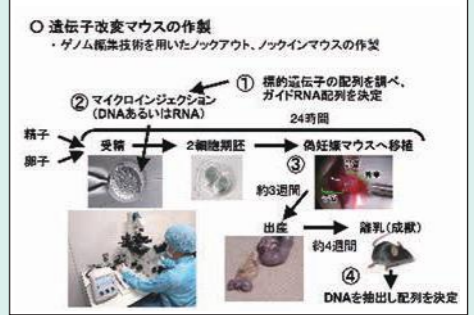 ○ 遺伝子改変マウスの作製
・ゲノム編集技術を用いたノックアウト、ノックインマウスの作製
① 標的遺伝子の配列を調べ、
ガイドRNA配列を決定
② マイクロインジェクション
(DNAあるいはRNA)
24時間
精子
卵子
受精
2細胞期胚
偽妊娠マウスへ移植
③
約3週間
出産
離乳(成獣)
約4週間
④
DNAを抽出し配列を決定